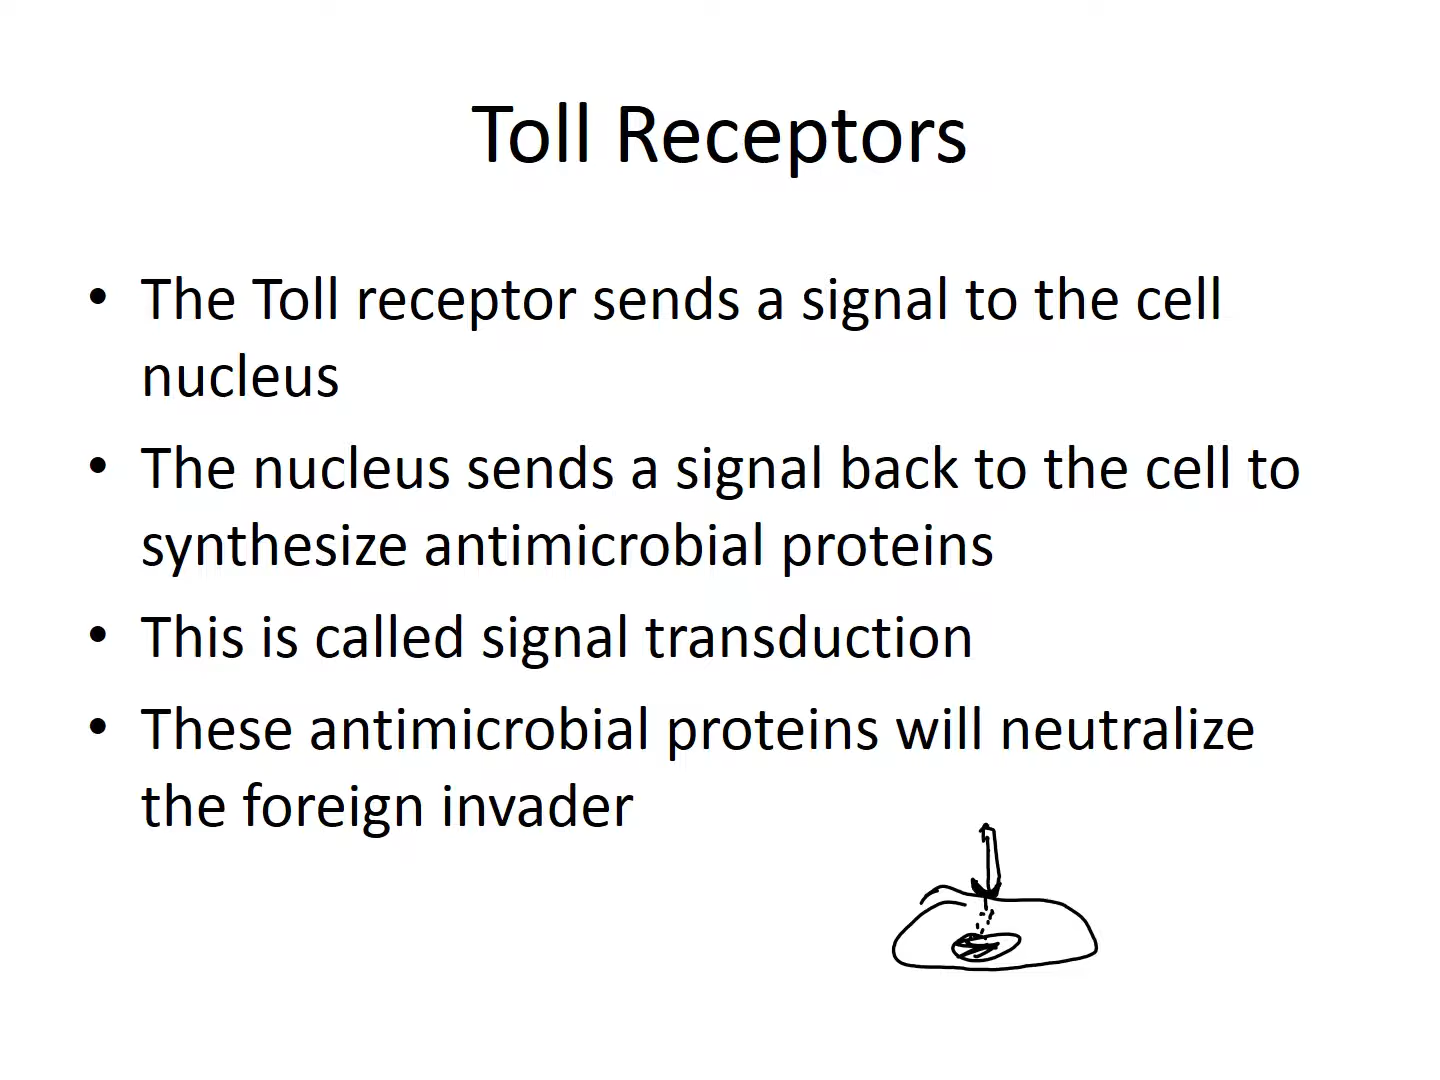 Toll Receptors
• The Toll receptor sends a signal to the cell
nucleus
• The nucleus sends a signal back to the cell to
synthesize antimicrobial proteins
• This is called signal transduction
• These antimicrobial proteins will neutralize
the foreign invader